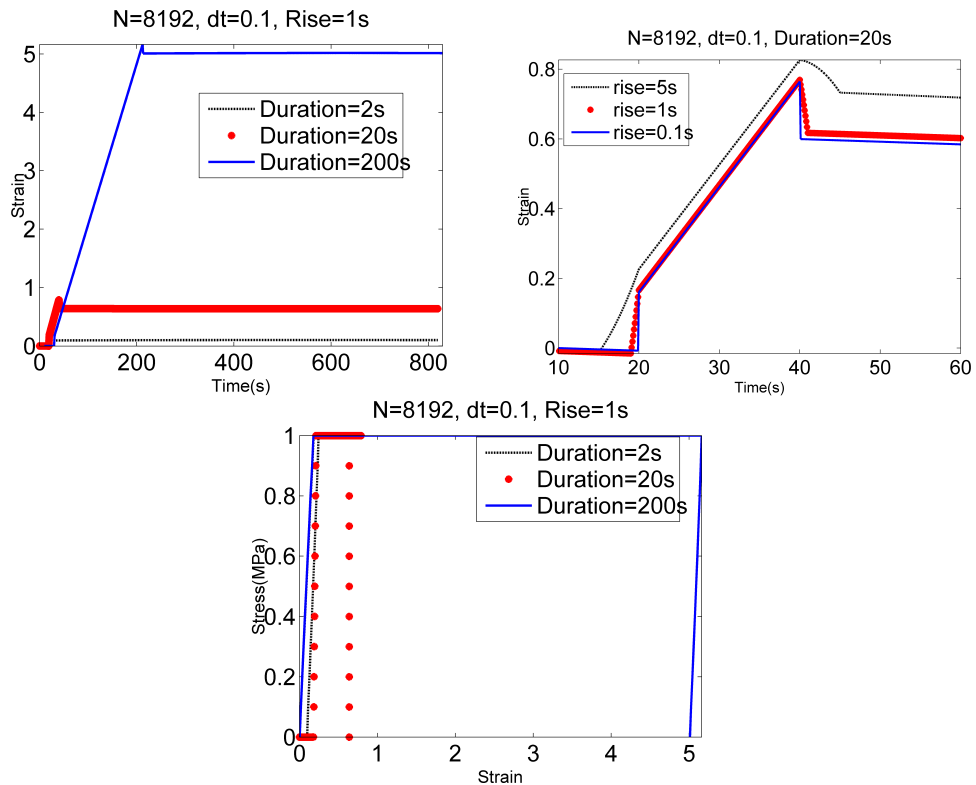 N=8192, dt=0.1, Rise=1s
5
4
3
2
1
0
Strain
Duration=2s
Duration=20s
Duration=200s
0 200 400 600 800
Time(s)
N=8192, dt=0.1, Duration=20s
0.8
0.6
0.4
0.2
0
Strain
rise=5s
rise=1s
rise=0.1s
10 20 30 40 50 60
Time(s)
N=8192, dt=0.1, Rise=1s
1
0.8
0.6
0.4
0.2
0
Stress(MPa)
Duration=2s
Duration=20s
Duration=200s
0 1 2 3 4 5
Strain